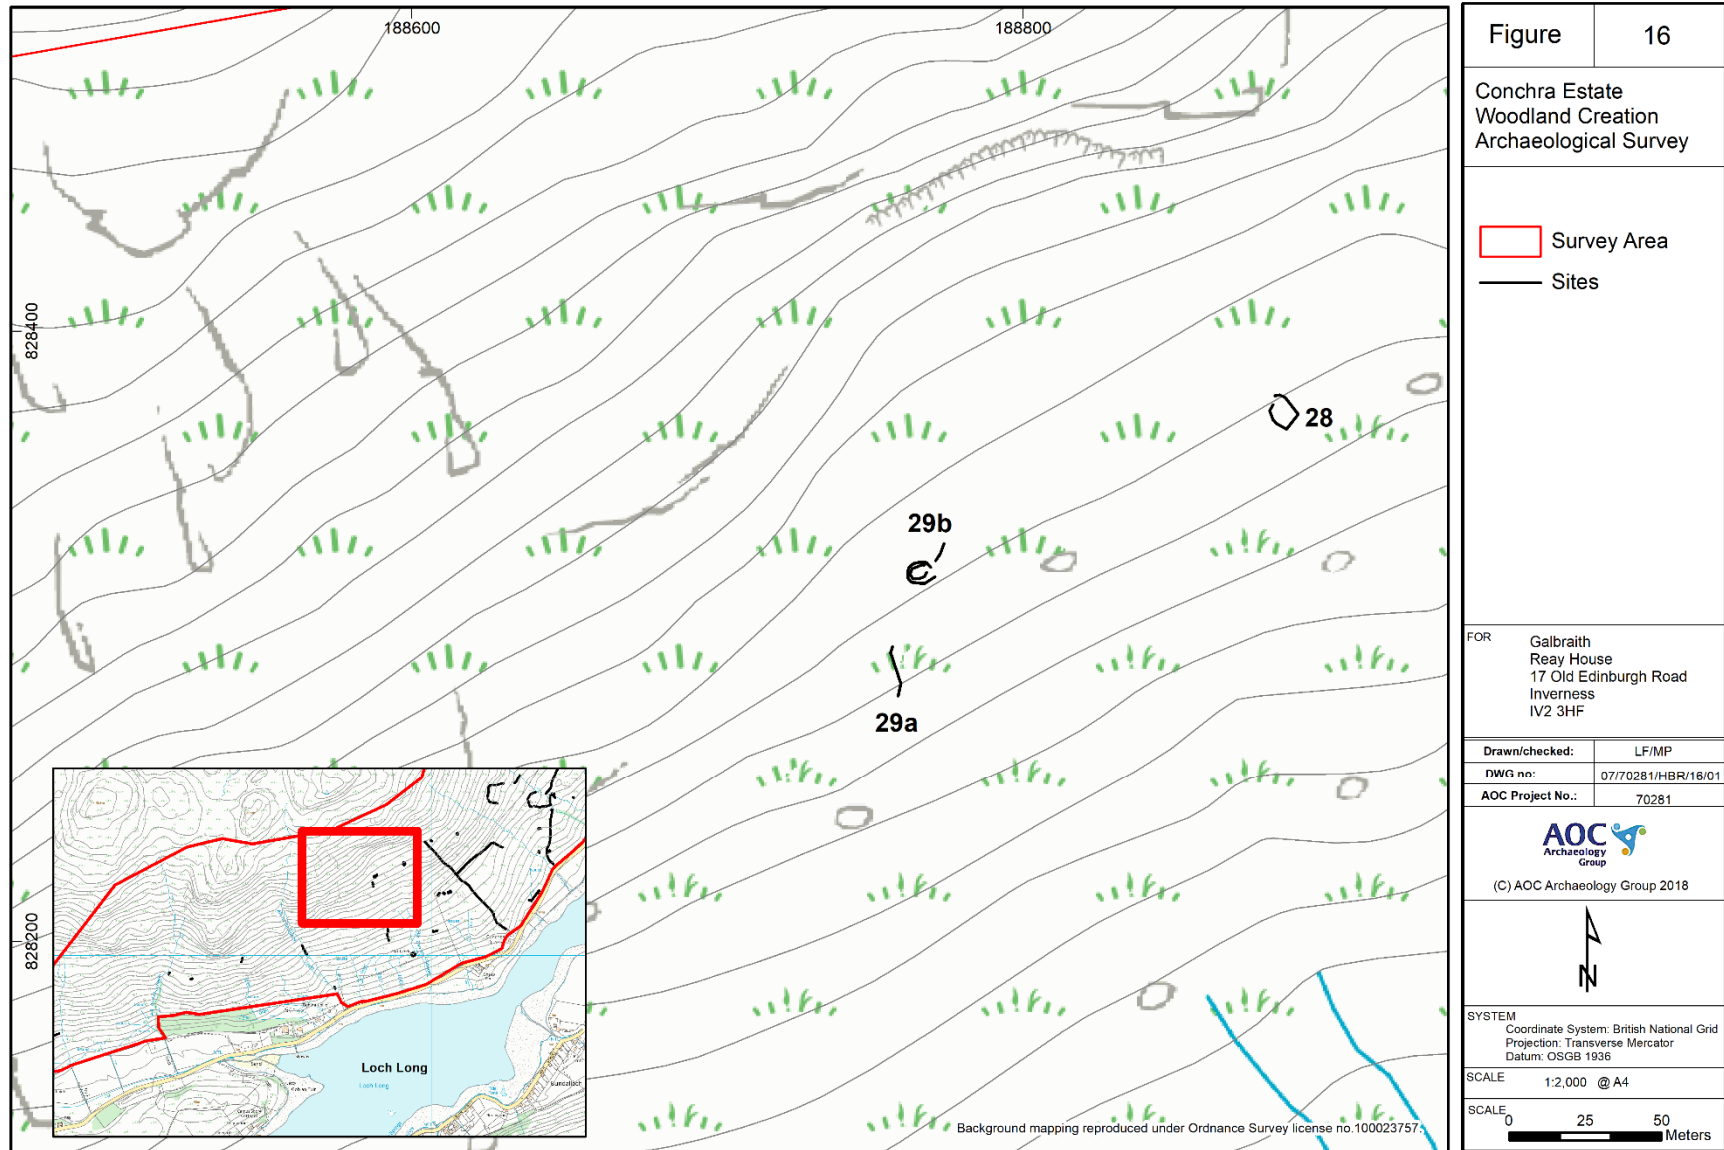 188600
188800
828400
828200
28
29b
29a
Loch Long
Loch Long
Background mapping reproduced under Ordnance Survey license no.100023757.
Figure 16
Conchra Estate
Woodland Creation
Archaeological Survey
Survey Area
Sites
FOR
Galbraith
Reay House
17 Old Edinburgh Road
Inverness
IV2 3HF
Drawn/checked: LF/MP
DWG no: 07/70281/HBR/16/01
AOC Project No.: 70281
AOC
Archaeology
Group
(C) AOC Archaeology Group 2018
N
SYSTEM
Coordinate System: British National Grid
Projection: Transverse Mercator
Datum: OSGB 1936
SCALE
1:2,000 @ A4
SCALE
0 25 50
Meters